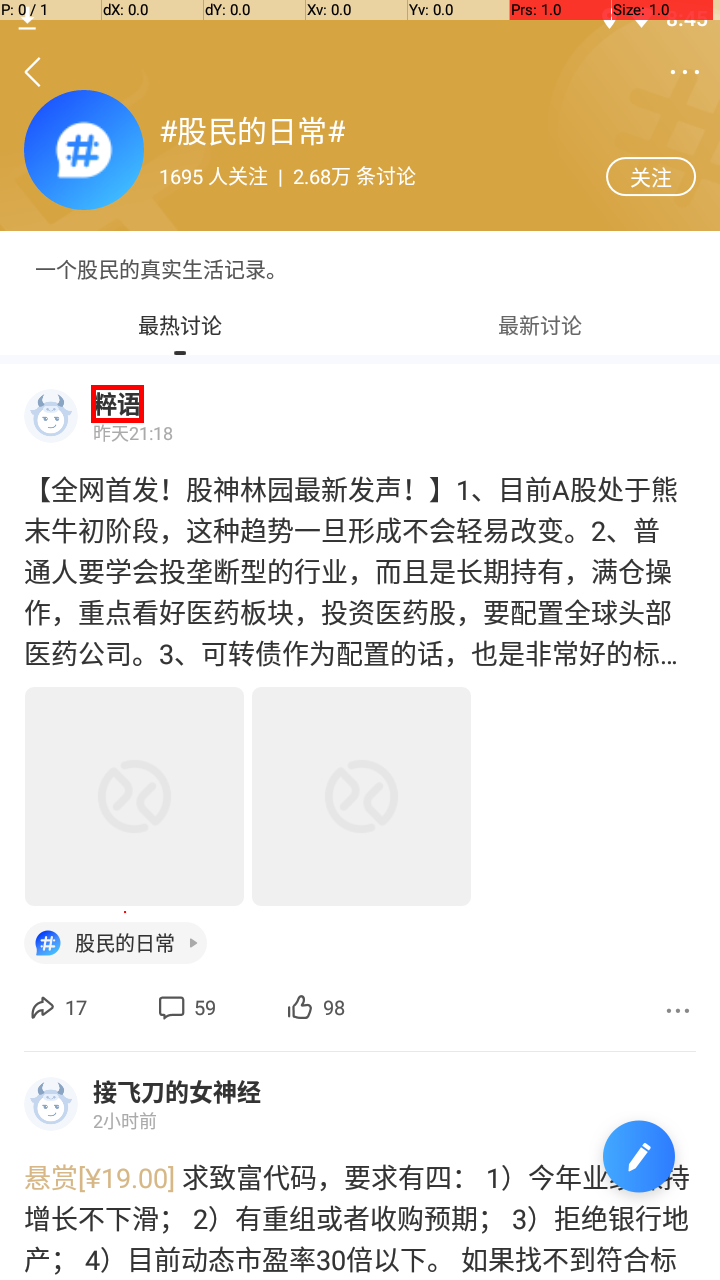 P: 0 / 1 dX: 0.0 dY: 0.0 Xv: 0.0 Yv: 0.0 Prs: 1.0 Size: 1.0
8:45
#股民的日常#
1695 人关注 | 2.68万 条讨论
关注
一个股民的真实生活记录。
最热讨论 最新讨论
粹语
昨天21:18
【全网首发！股神林园最新发声！】1、目前A股处于熊
末牛初阶段，这种趋势一旦形成不会轻易改变。2、普
通人要学会投垄断型的行业，而且是长期持有，满仓操
作，重点看好医药板块，投资医药股，要配置全球头部
医药公司。3、可转债作为配置的话，也是非常好的标...
股民的日常
17 59 98
接飞刀的女神经
2小时前
悬赏[¥19.00] 求致富代码，要求有四： 1）今年业 持
增长不下滑； 2）有重组或者收购预期； 3）拒绝银行地
产； 4）目前动态市盈率30倍以下。 如果找不到符合标